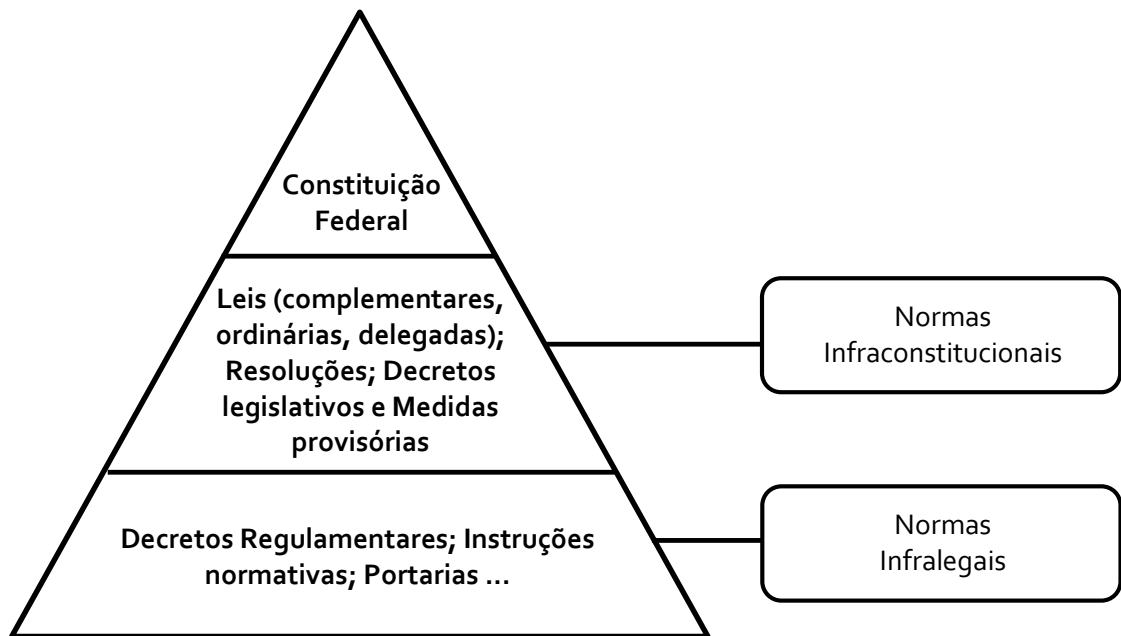 Constituição
Federal
Leis (complementares,
ordinárias, delegadas);
Resoluções; Decretos
legislativos e Medidas
provisórias
Normas
Infraconstitucionais
Decretos Regulamentares; Instruções
normativas; Portarias ...
Normas
Infralegais